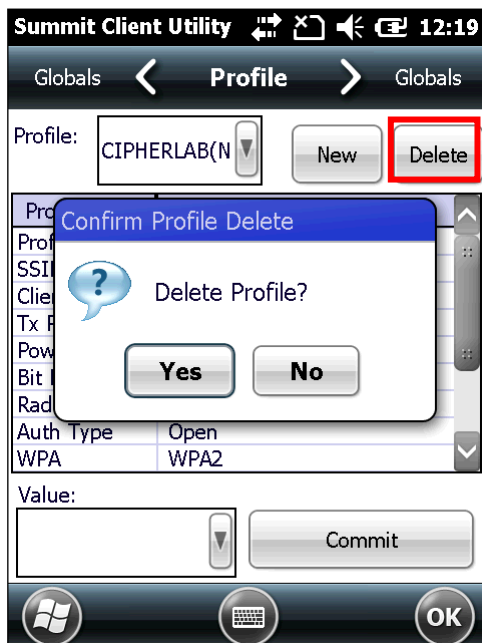 Summit Client Utility 12:19
Globals Profile Globals
Profile: CIPHERLAB(N New Delete
Confirm Profile Delete
Delete Profile?
Yes No
Auth Type Open
WPA WPA2
Value:
Commit
OK